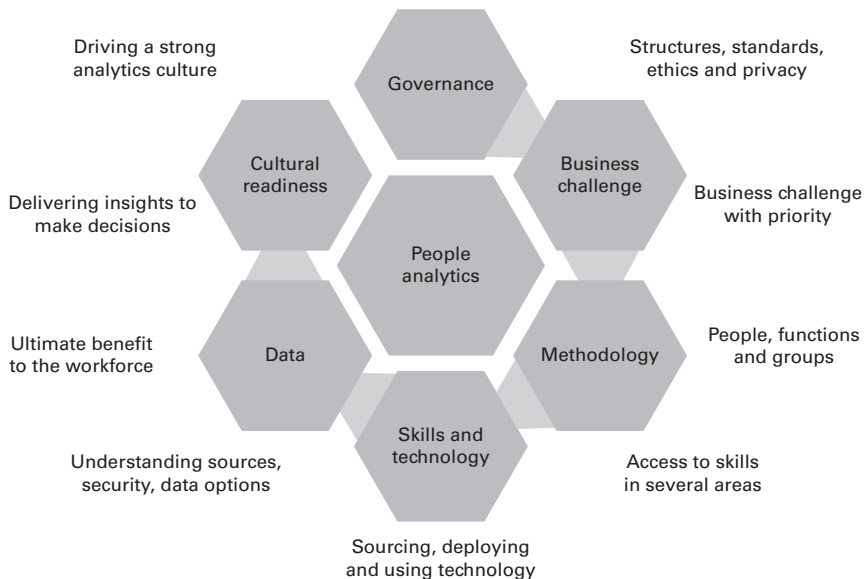 Driving a strong
analytics culture
Governance
Structures, standards,
ethics and privacy
Cultural
readiness
Business
challenge
Delivering insights to
make decisions
People
analytics
Business challenge
with priority
Ultimate benefit
to the workforce
Data
Methodology
People, functions
and groups
Skills and
technology
Understanding sources,
security, data options
Access to skills
in several areas
Sourcing, deploying
and using technology